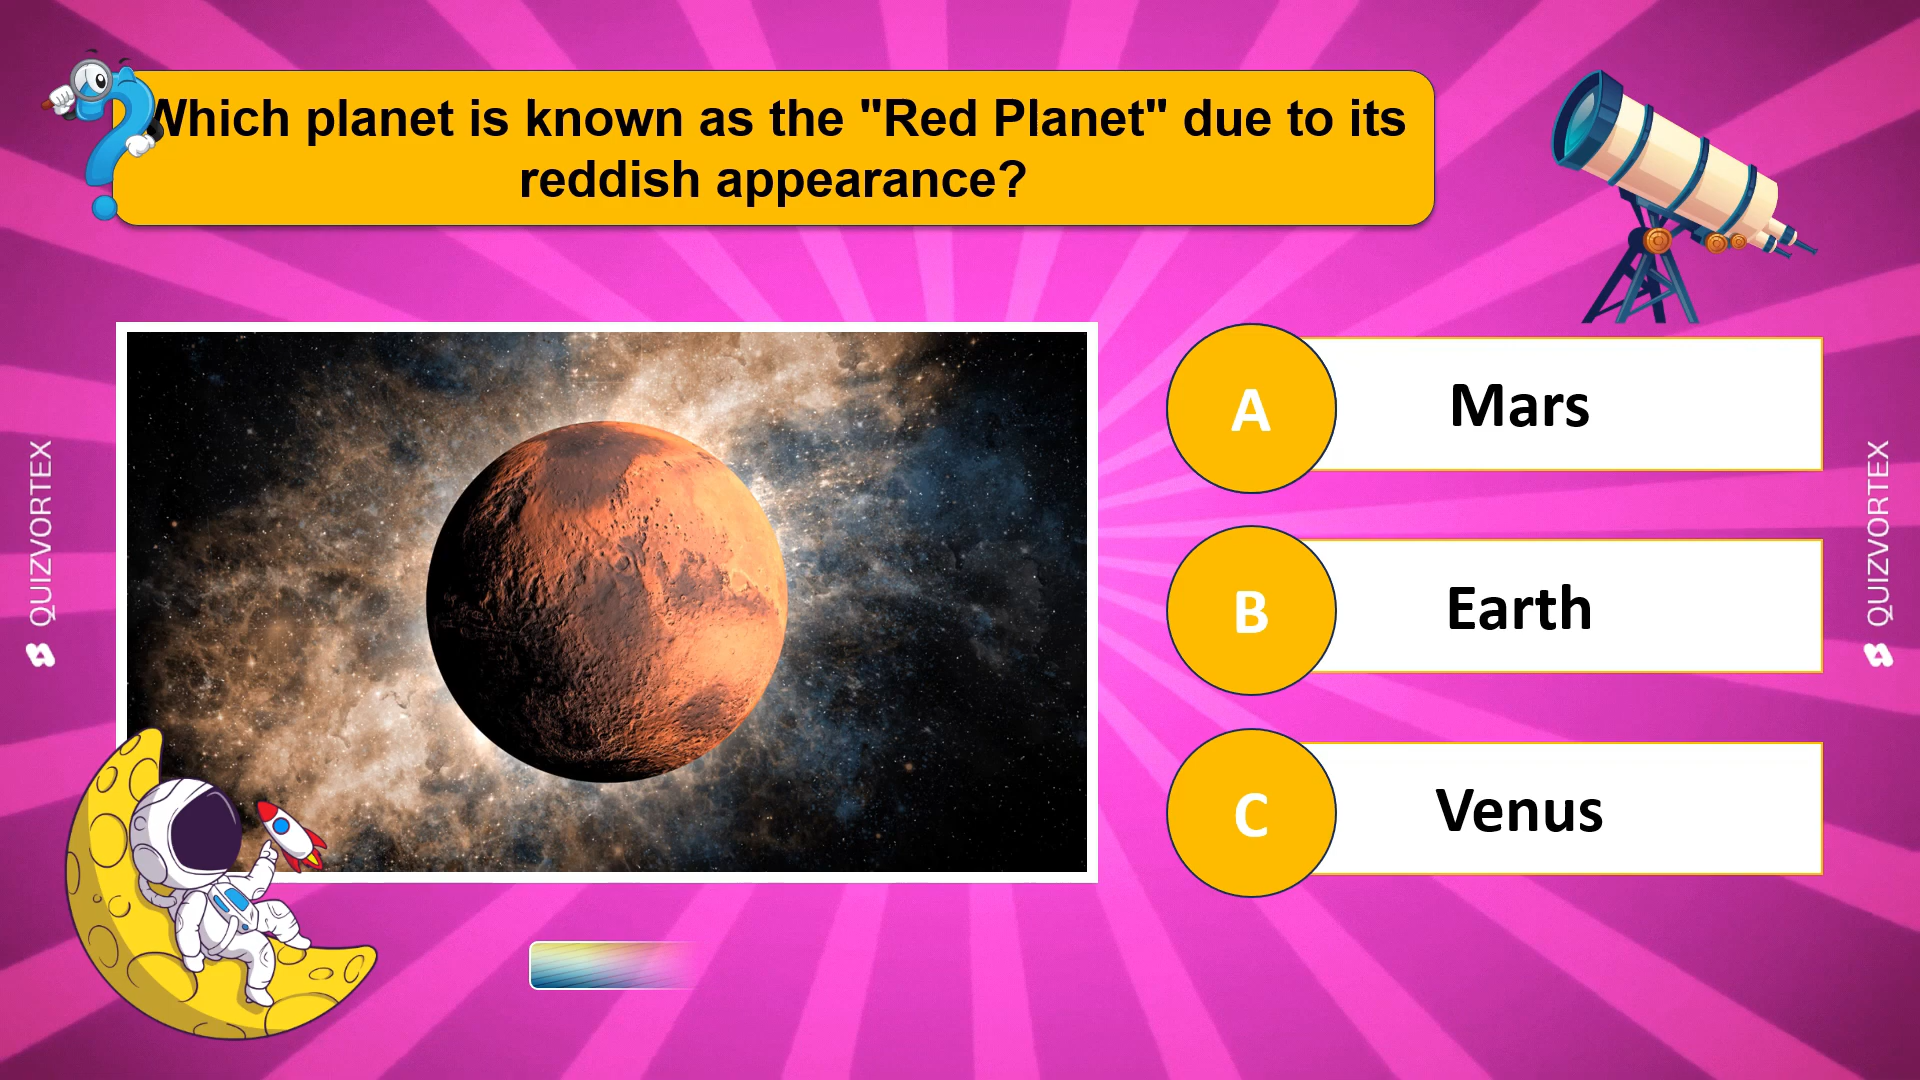 Which planet is known as the "Red Planet" due to its
reddish appearance?
A
Mars
B
Earth
C
Venus
QUIZVORTEX
QUIZVORTEX